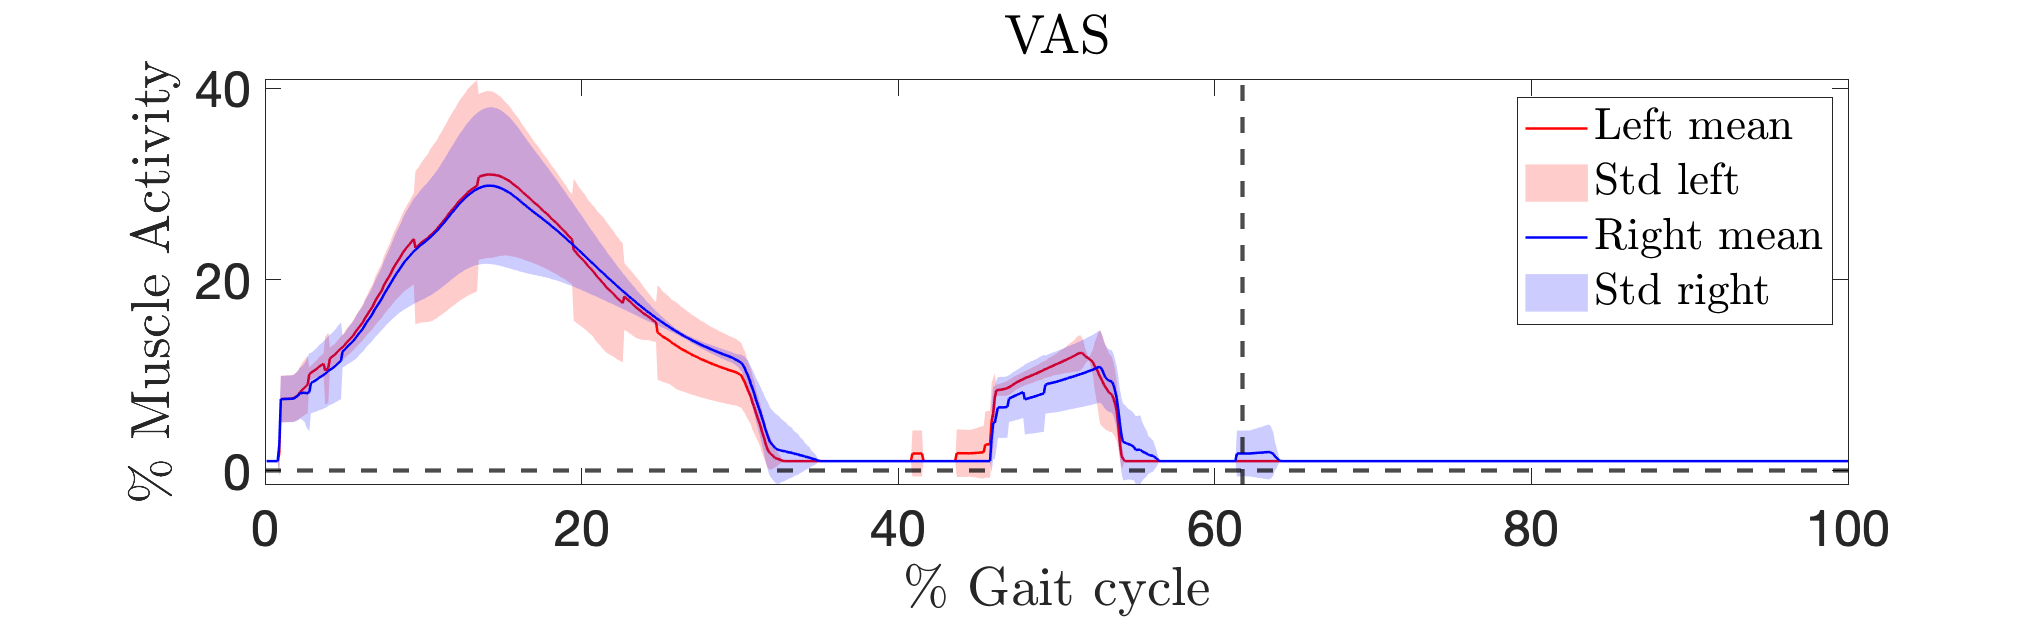 VAS
% Muscle Activity
40
20
0
0 20 40 60 80 100
% Gait cycle
Left mean
Std left
Right mean
Std right